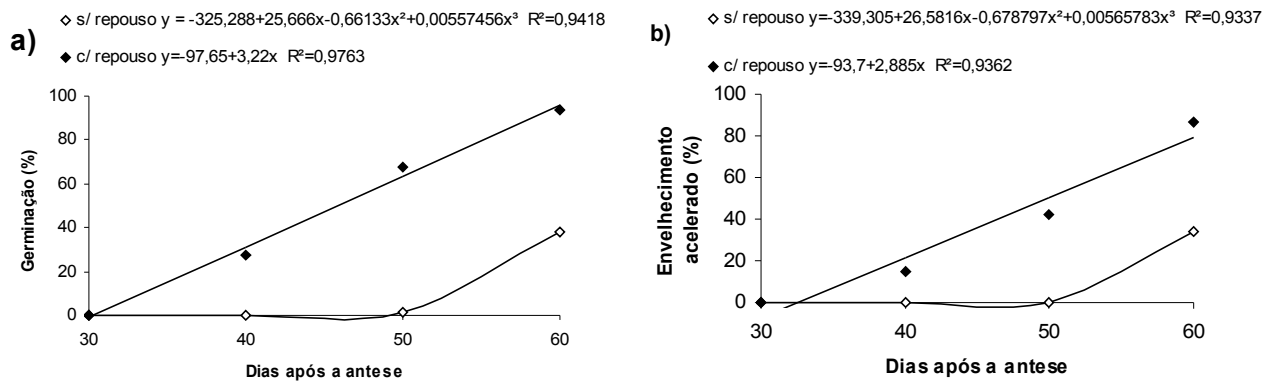 a)
◇ s/ repouso y = -325,288+25,666x-0,66133x²+0,00557456x³ R²=0,9418
◆ c/ repouso y=-97,65+3,22x R²=0,9763
Germinação (%)
100
80
60
40
20
0
30 40 50 60
Dias após a antese
b)
◇ s/ repouso y=-339,305+26,5816x-0,678797x²+0,00565783x³ R²=0,9337
◆ c/ repouso y=-93,7+2,885x R²=0,9362
Envelhecimento
acelerado (%)
100
80
60
40
20
0
30 40 50 60
Dias após a antese